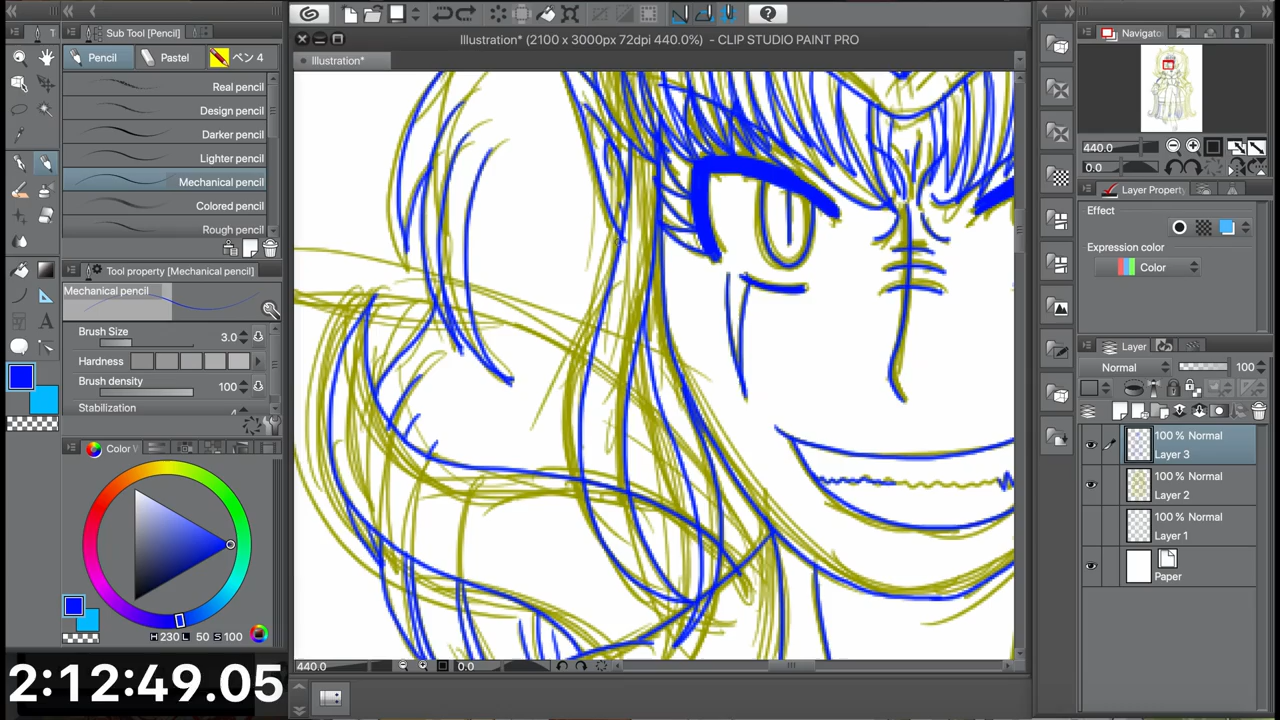 Sub Tool [Pencil]
Pencil
Pastel
ペン 4
Real pencil
Design pencil
Darker pencil
Lighter pencil
Mechanical pencil
Colored pencil
Rough pencil
Tool property [Mechanical pencil]
Mechanical pencil
Brush Size
3.0
Hardness
Brush density
100
Stabilization
Color
H 230 L 50 S 100
2:12:49.05
Illustration* (2100 x 3000px 72dpi 440.0%) - CLIP STUDIO PAINT PRO
Illustration*
440.0
0.0
Navigator
440.0
0.0
Layer Property
Effect
Expression color
Color
Layer
Normal
100
100 % Normal
Layer 3
100 % Normal
Layer 2
100 % Normal
Layer 1
Paper